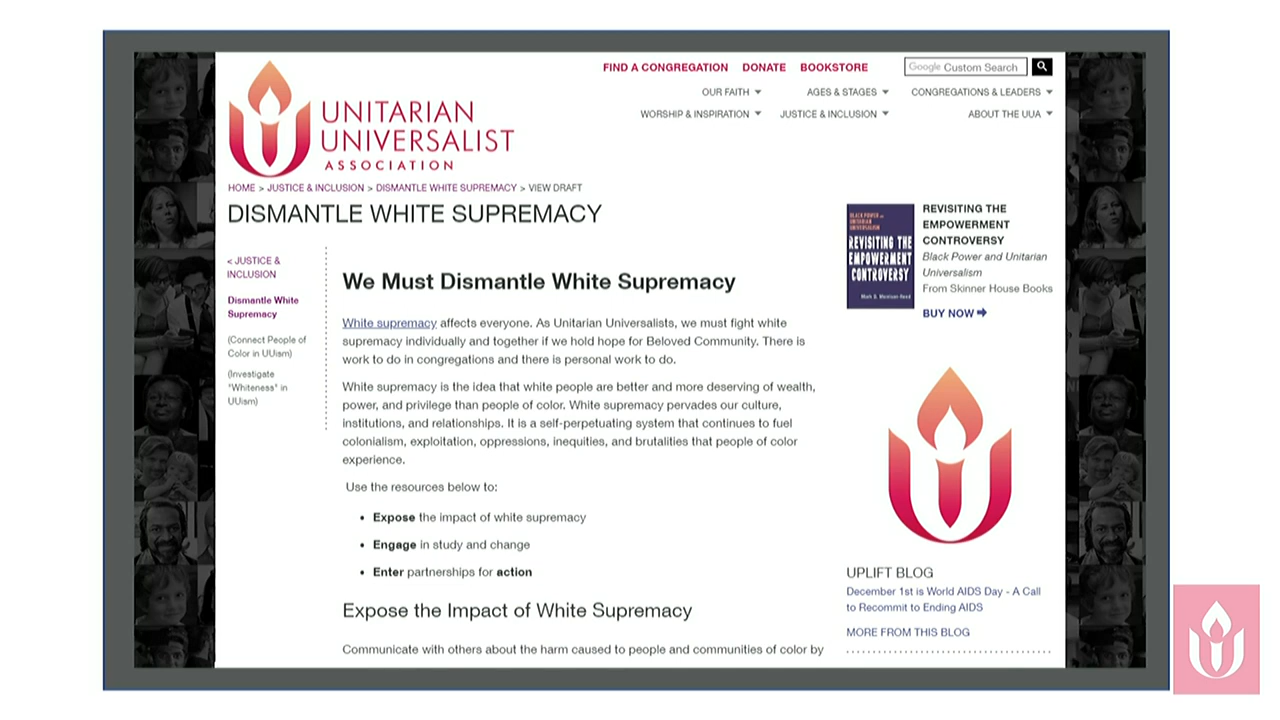 FIND A CONGREGATION DONATE BOOKSTORE
Google Custom Search
OUR FAITH AGES & STAGES CONGREGATIONS & LEADERS
WORSHIP & INSPIRATION JUSTICE & INCLUSION ABOUT THE UUA
UNITARIAN
UNIVERSALIST
ASSOCIATION
HOME > JUSTICE & INCLUSION > DISMANTLE WHITE SUPREMACY > VIEW DRAFT
DISMANTLE WHITE SUPREMACY
< JUSTICE &
INCLUSION
Dismantle White
Supremacy
(Connect People of
Color in UUism)
(Investigate
"Whiteness" in
UUism)
We Must Dismantle White Supremacy
White supremacy affects everyone. As Unitarian Universalists, we must fight white
supremacy individually and together if we hold hope for Beloved Community. There is
work to do in congregations and there is personal work to do.
White supremacy is the idea that white people are better and more deserving of wealth,
power, and privilege than people of color. White supremacy pervades our culture,
institutions, and relationships. It is a self-perpetuating system that continues to fuel
colonialism, exploitation, oppressions, inequities, and brutalities that people of color
experience.
Use the resources below to:
• Expose the impact of white supremacy
• Engage in study and change
• Enter partnerships for action
Expose the Impact of White Supremacy
Communicate with others about the harm caused to people and communities of color by
BLACK POWER and
UNITARIAN
UNIVERSALISM
REVISITING THE
EMPOWERMENT
CONTROVERSY
Mark D. Morrison-Reed
REVISITING THE
EMPOWERMENT
CONTROVERSY
Black Power and Unitarian
Universalism
From Skinner House Books
BUY NOW
UPLIFT BLOG
December 1st is World AIDS Day - A Call
to Recommit to Ending AIDS
MORE FROM THIS BLOG